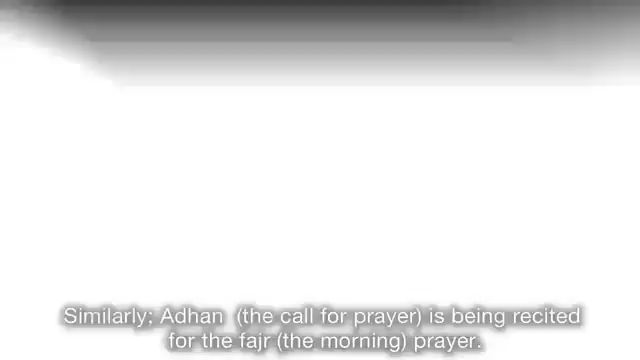 Similarly; Adhan  (the call for prayer) is being recited
for the fajr (the morning) prayer.